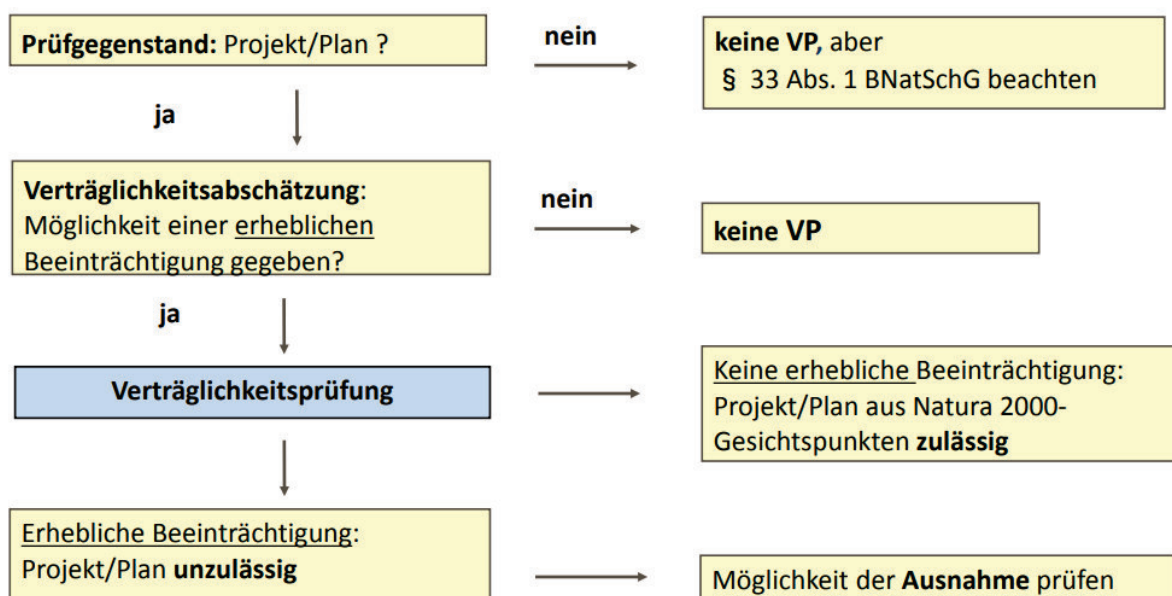 Prüfgegenstand: Projekt/Plan ?
nein
keine VP, aber
§ 33 Abs. 1 BNatSchG beachten
ja
Verträglichkeitsabschätzung:
Möglichkeit einer erheblichen
Beeinträchtigung gegeben?
nein
keine VP
ja
Verträglichkeitsprüfung
Keine erhebliche Beeinträchtigung:
Projekt/Plan aus Natura 2000-
Gesichtspunkten zulässig
Erhebliche Beeinträchtigung:
Projekt/Plan unzulässig
Möglichkeit der Ausnahme prüfen